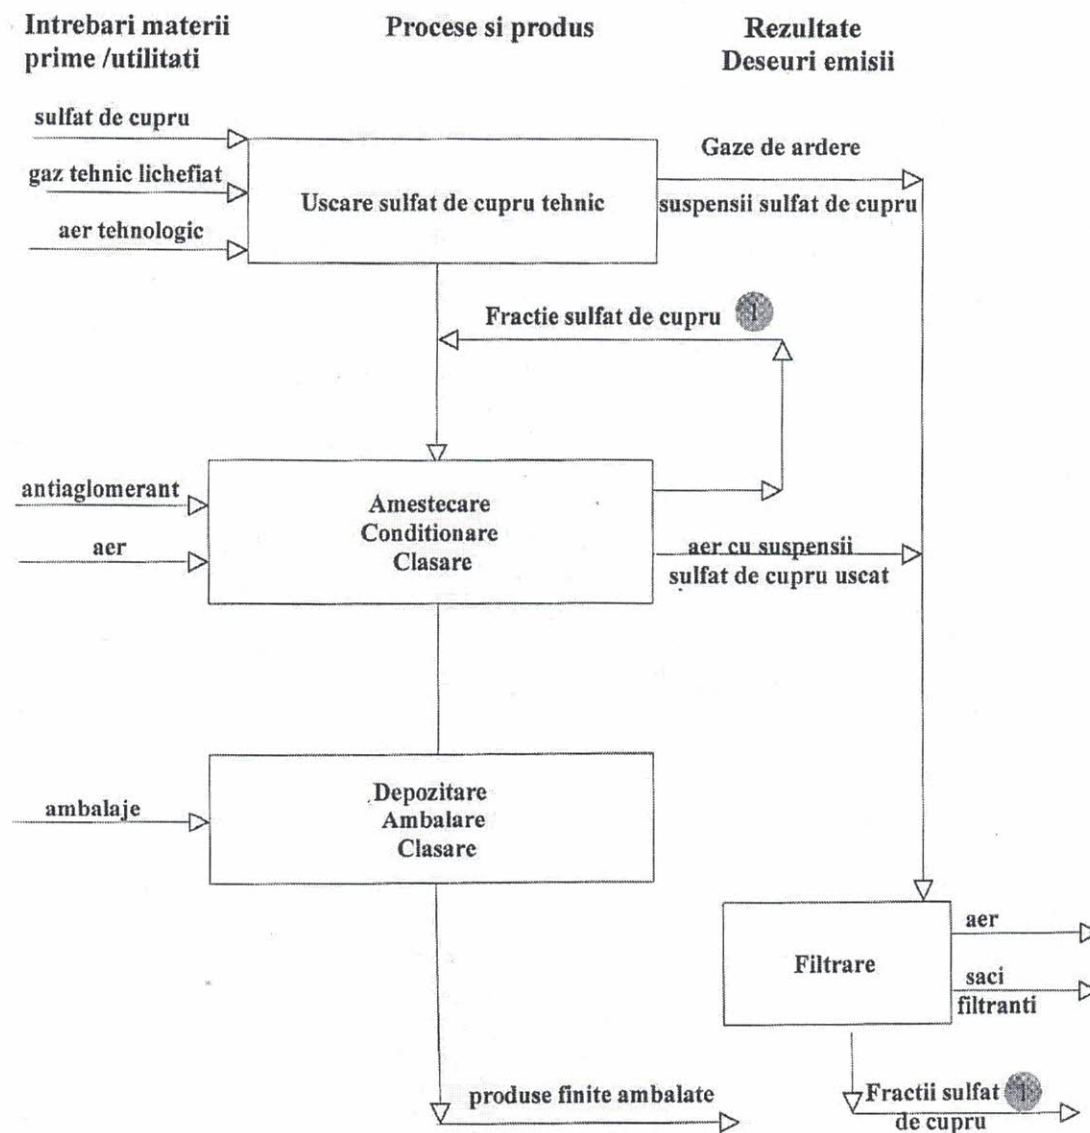 Intrebari materii
prime /utilitati
Procese si produs
Rezultate
Deseuri emisii
sulfat de cupru
gaz tehnic lichefiat
aer tehnologic
Uscare sulfat de cupru tehnic
Gaze de ardere
suspensii sulfat de cupru
Fractie sulfat de cupru 1
antiaglomerant
aer
Amestecare
Conditionare
Clasare
aer cu suspensii
sulfat de cupru uscat
ambalaje
Depozitare
Ambalare
Clasare
Filtrare
aer
saci
filtranti
produse finite ambalate
Fractii sulfat 1
de cupru